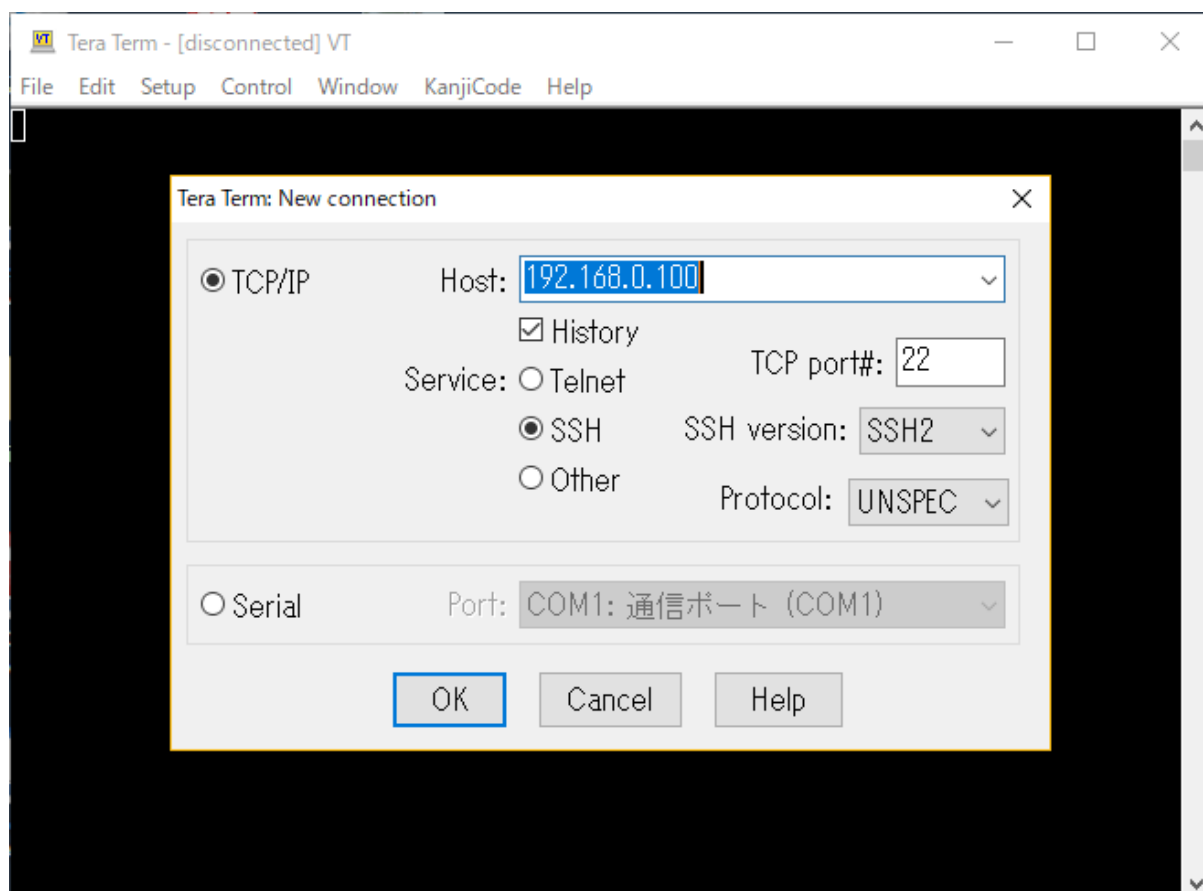 VT Tera Term - [disconnected] VT
File Edit Setup Control Window KanjiCode Help
Tera Term: New connection
TCP/IP Host: 192.168.0.100
History
Service: Telnet TCP port#: 22
SSH SSH version: SSH2
Other Protocol: UNSPEC
Serial Port: COM1: 通信ポート (COM1)
OK Cancel Help